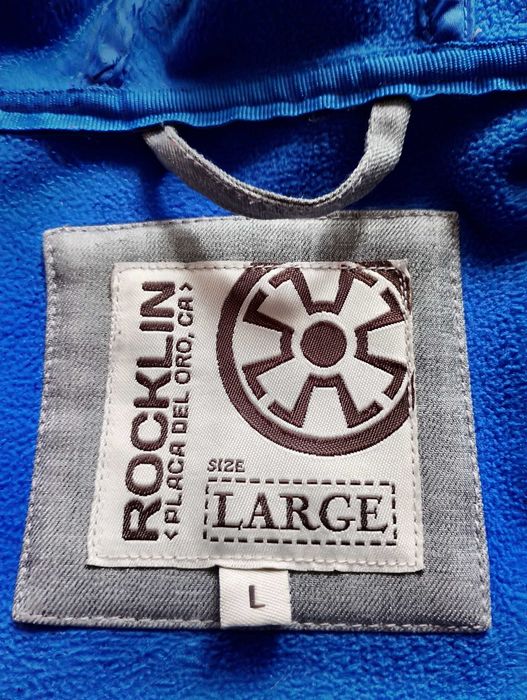 ROCKLIN
<PLACA DEL ORO, CA>
SIZE
LARGE
L